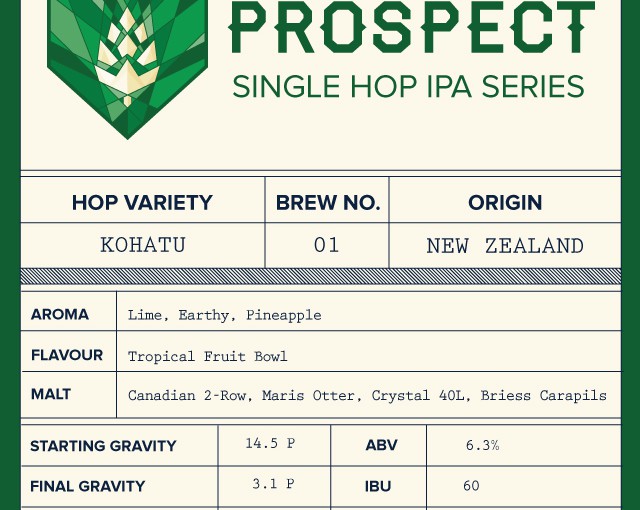 PROSPECT
SINGLE HOP IPA SERIES
HOP VARIETY BREW NO. ORIGIN
KOHATU 01 NEW ZEALAND
AROMA Lime, Earthy, Pineapple
FLAVOUR Tropical Fruit Bowl
MALT Canadian 2-Row, Maris Otter, Crystal 40L, Briess Carapils
STARTING GRAVITY 14.5 P ABV 6.3%
FINAL GRAVITY 3.1 P IBU 60